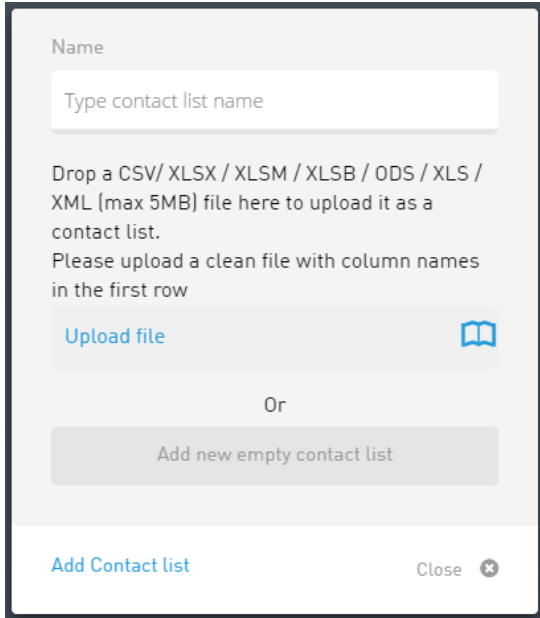 Name
Type contact list name
Drop a CSV/ XLSX / XLSM / XLSB / ODS / XLS /
XML (max 5MB) file here to upload it as a
contact list.
Please upload a clean file with column names
in the first row
Upload file
Or
Add new empty contact list
Add Contact list
Close